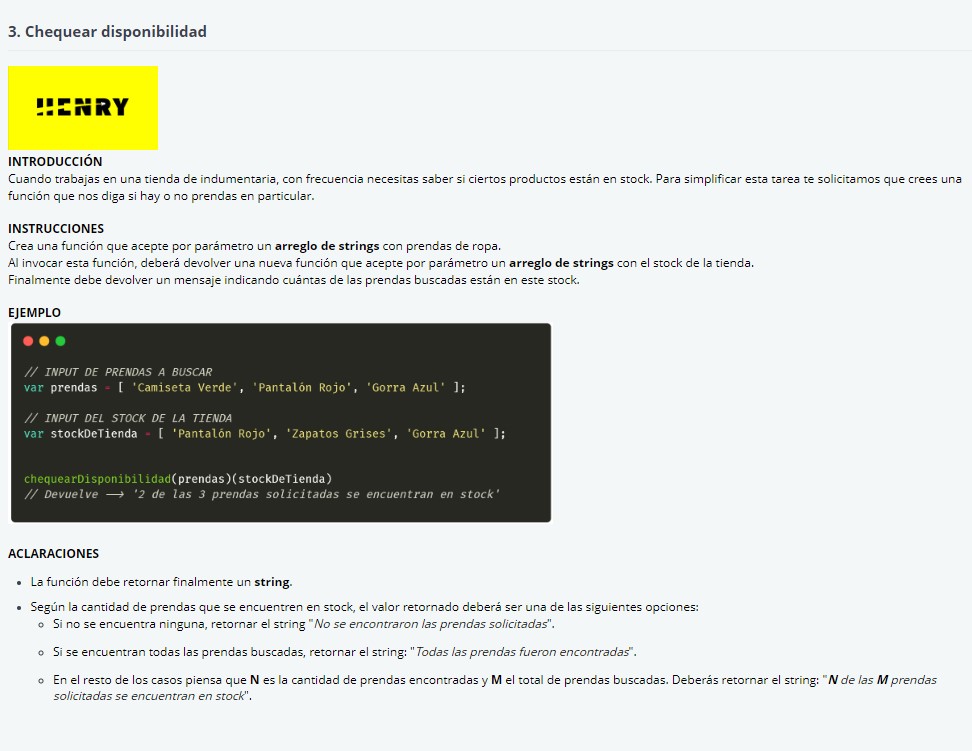 3. Chequear disponibilidad
HENRY
INTRODUCCIÓN
Cuando trabajas en una tienda de indumentaria, con frecuencia necesitas saber si ciertos productos están en stock. Para simplificar esta tarea te solicitamos que crees una
función que nos diga si hay o no prendas en particular.
INSTRUCCIONES
Crea una función que acepte por parámetro un arreglo de strings con prendas de ropa.
Al invocar esta función, deberá devolver una nueva función que acepte por parámetro un arreglo de strings con el stock de la tienda.
Finalmente debe devolver un mensaje indicando cuántas de las prendas buscadas están en este stock.
EJEMPLO
// INPUT DE PRENDAS A BUSCAR
var prendas = [ 'Camiseta Verde', 'Pantalón Rojo', 'Gorra Azul' ];
// INPUT DEL STOCK DE LA TIENDA
var stockDeTienda = [ 'Pantalón Rojo', 'Zapatos Grises', 'Gorra Azul' ];
chequearDisponibilidad(prendas)(stockDeTienda)
// Devuelve ⟶ '2 de las 3 prendas solicitadas se encuentran en stock'
ACLARACIONES
• La función debe retornar finalmente un string.
• Según la cantidad de prendas que se encuentren en stock, el valor retornado deberá ser una de las siguientes opciones:
○ Si no se encuentra ninguna, retornar el string "No se encontraron las prendas solicitadas".
○ Si se encuentran todas las prendas buscadas, retornar el string: "Todas las prendas fueron encontradas".
○ En el resto de los casos piensa que N es la cantidad de prendas encontradas y M el total de prendas buscadas. Deberás retornar el string: "N de las M prendas
solicitadas se encuentran en stock".